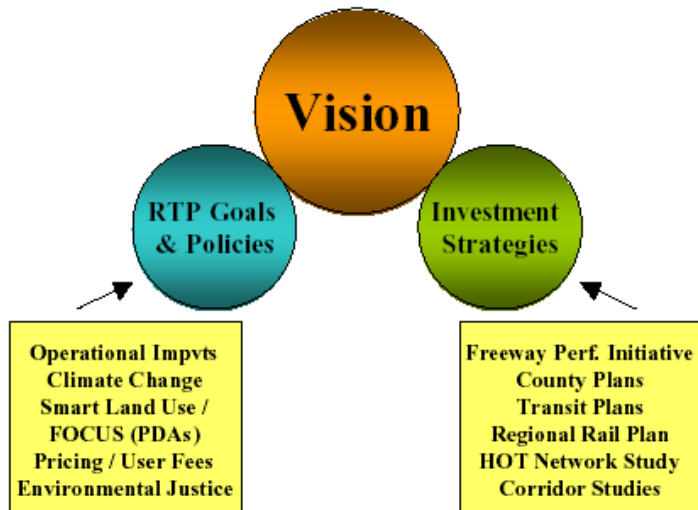 Vision
RTP Goals
& Policies
Investment
Strategies
Operational Impvts
Climate Change
Smart Land Use /
FOCUS (PDAs)
Pricing / User Fees
Environmental Justice
Freeway Perf. Initiative
County Plans
Transit Plans
Regional Rail Plan
HOT Network Study
Corridor Studies